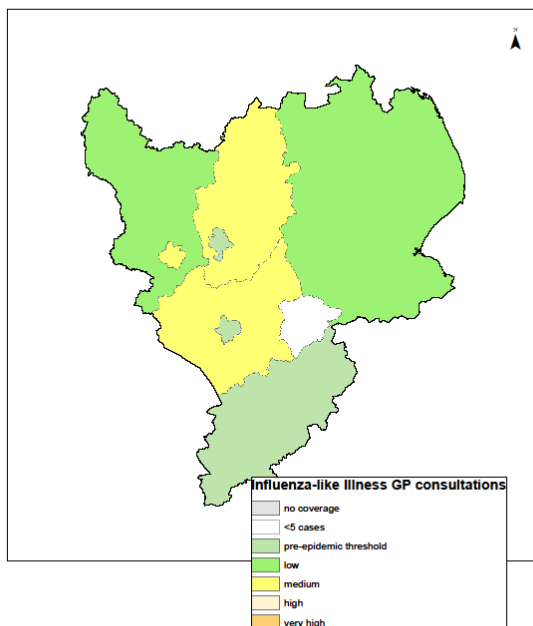 Influenza-like Illness GP consultations
no coverage
<5 cases
pre-epidemic threshold
low
medium
high
very high